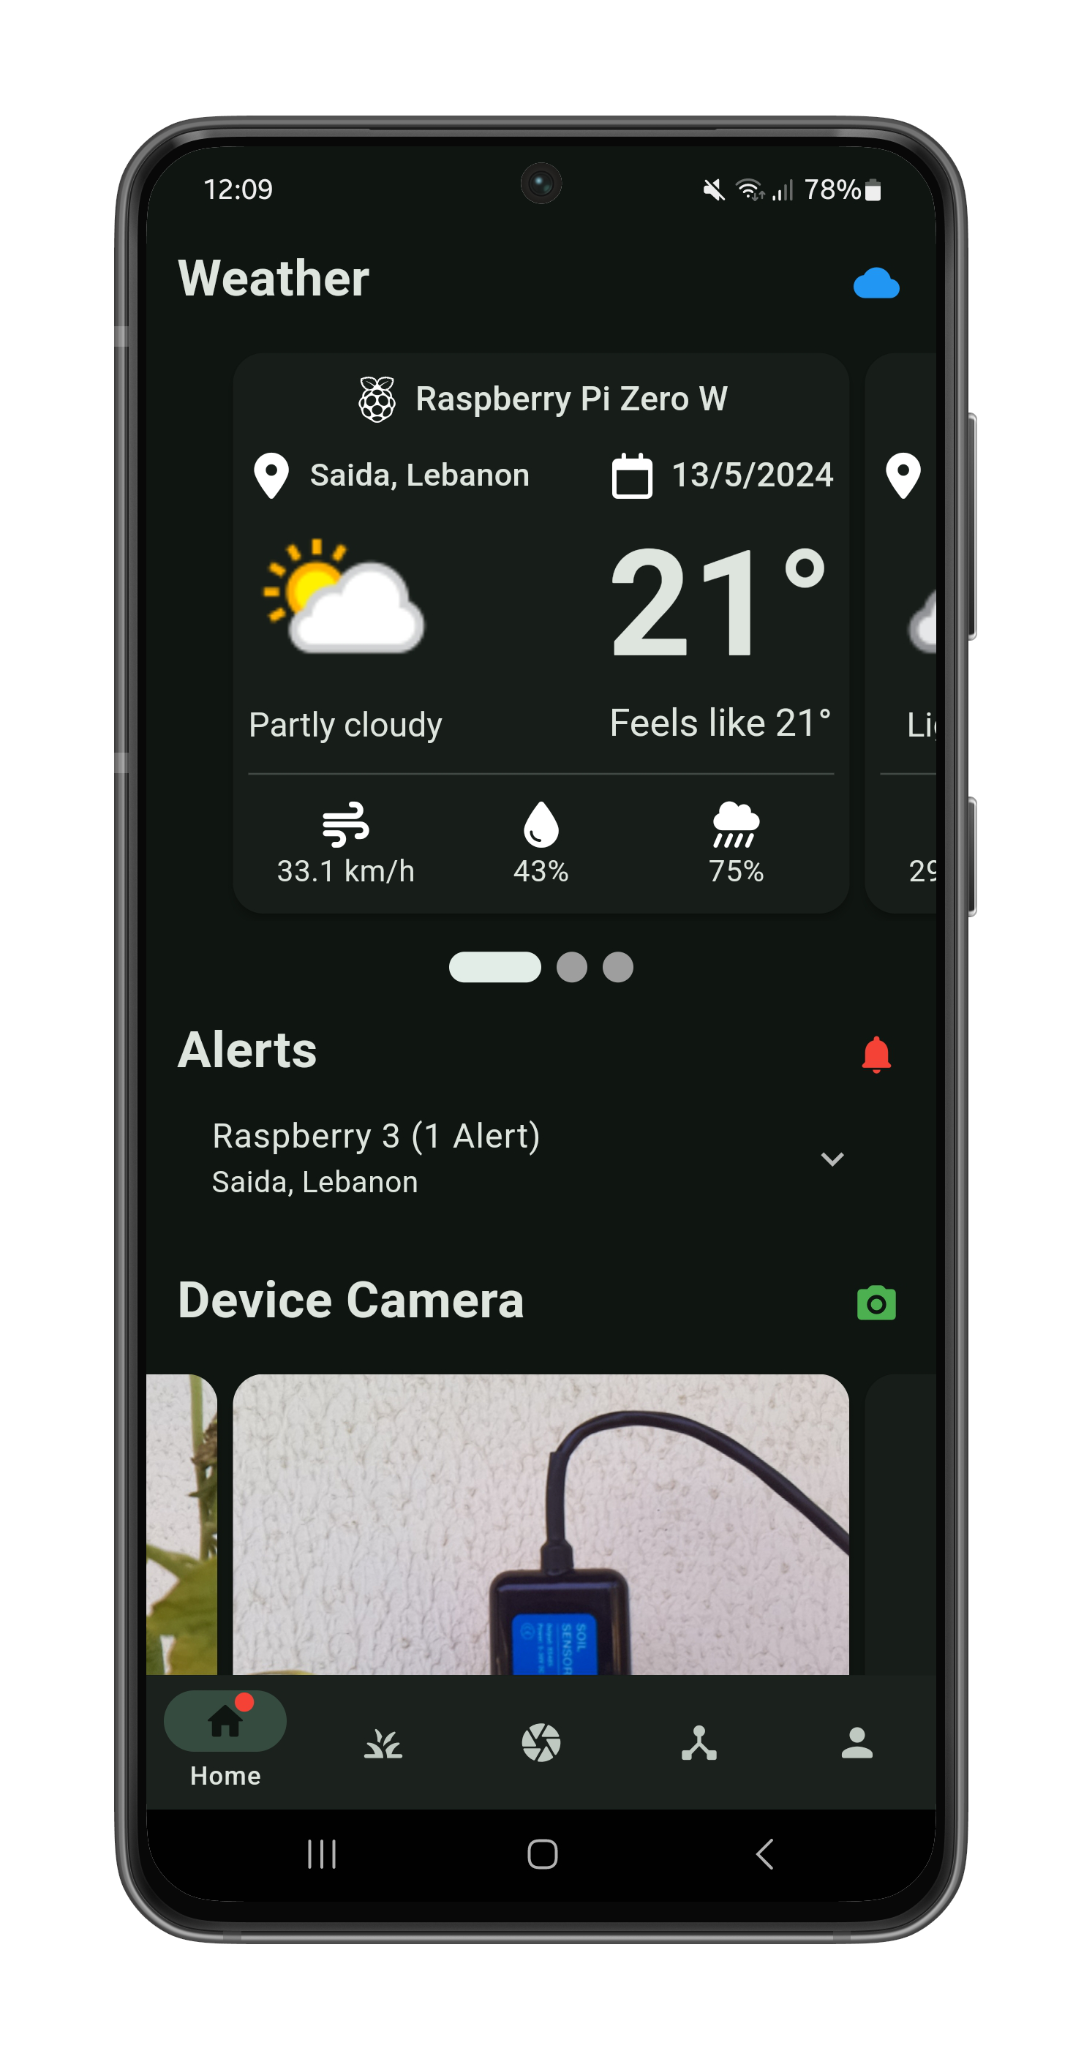 12:09
78%
Weather
Raspberry Pi Zero W
Saida, Lebanon
13/5/2024
21°
Partly cloudy
Feels like 21°
33.1 km/h
43%
75%
29
Alerts
Raspberry 3 (1 Alert)
Saida, Lebanon
Device Camera
SOIL
SENSOR
Home